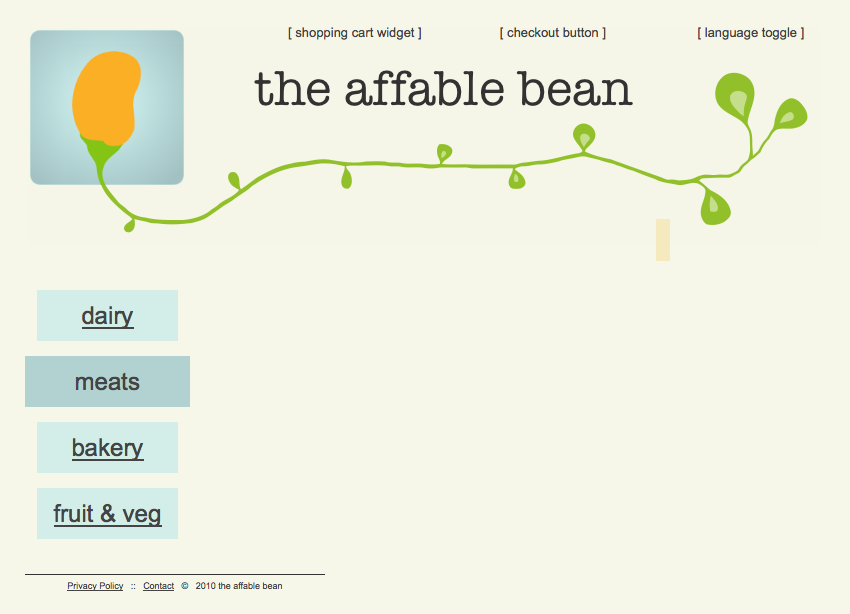 [ shopping cart widget ] [ checkout button ] [ language toggle ]
the affable bean
dairy
meats
bakery
fruit & veg
Privacy Policy :: Contact © 2010 the affable bean